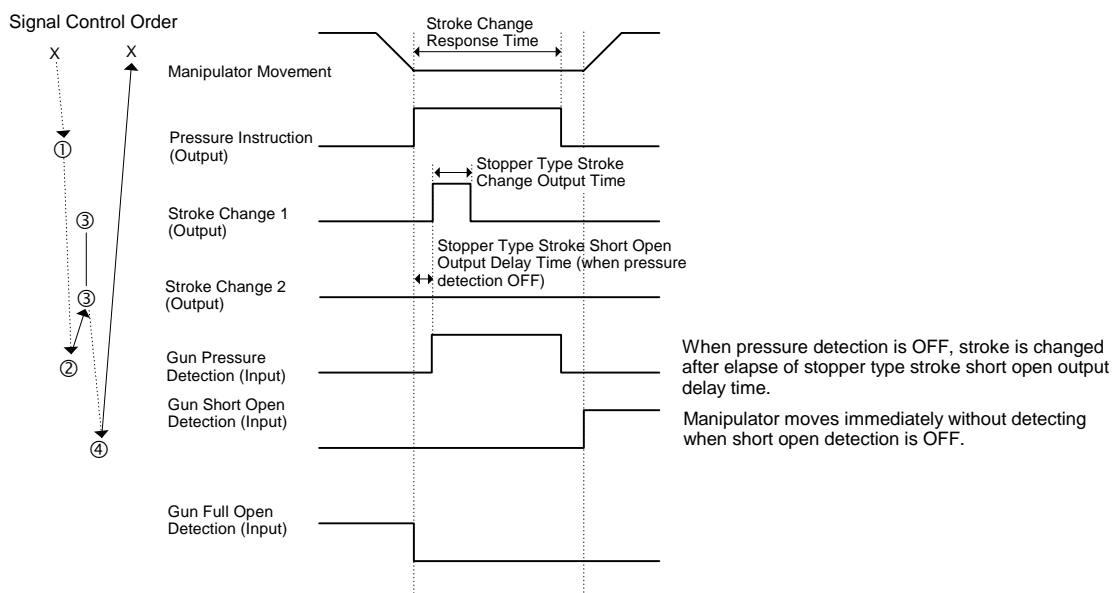 Signal Control Order
X
X
①
③
③
②
④
Stroke Change
Response Time
Manipulator Movement
Pressure Instruction
(Output)
Stopper Type Stroke
Change Output Time
Stroke Change 1
(Output)
Stopper Type Stroke Short Open
Output Delay Time (when pressure
detection OFF)
Stroke Change 2
(Output)
Gun Pressure
Detection (Input)
Gun Short Open
Detection (Input)
Gun Full Open
Detection (Input)
When pressure detection is OFF, stroke is changed
after elapse of stopper type stroke short open output
delay time.
Manipulator moves immediately without detecting
when short open detection is OFF.